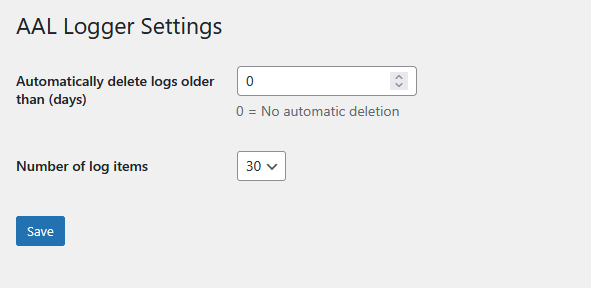 AAL Logger Settings
Automatically delete logs older
than (days)
0
0 = No automatic deletion
Number of log items
30
Save